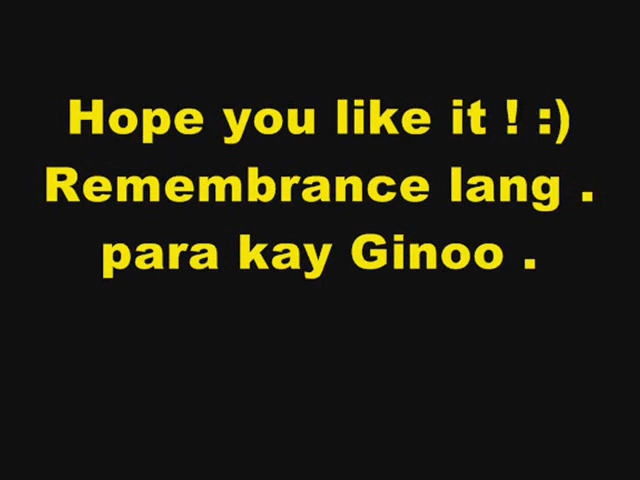 Hope you like it ! :)
Remembrance lang .
para kay Ginoo .